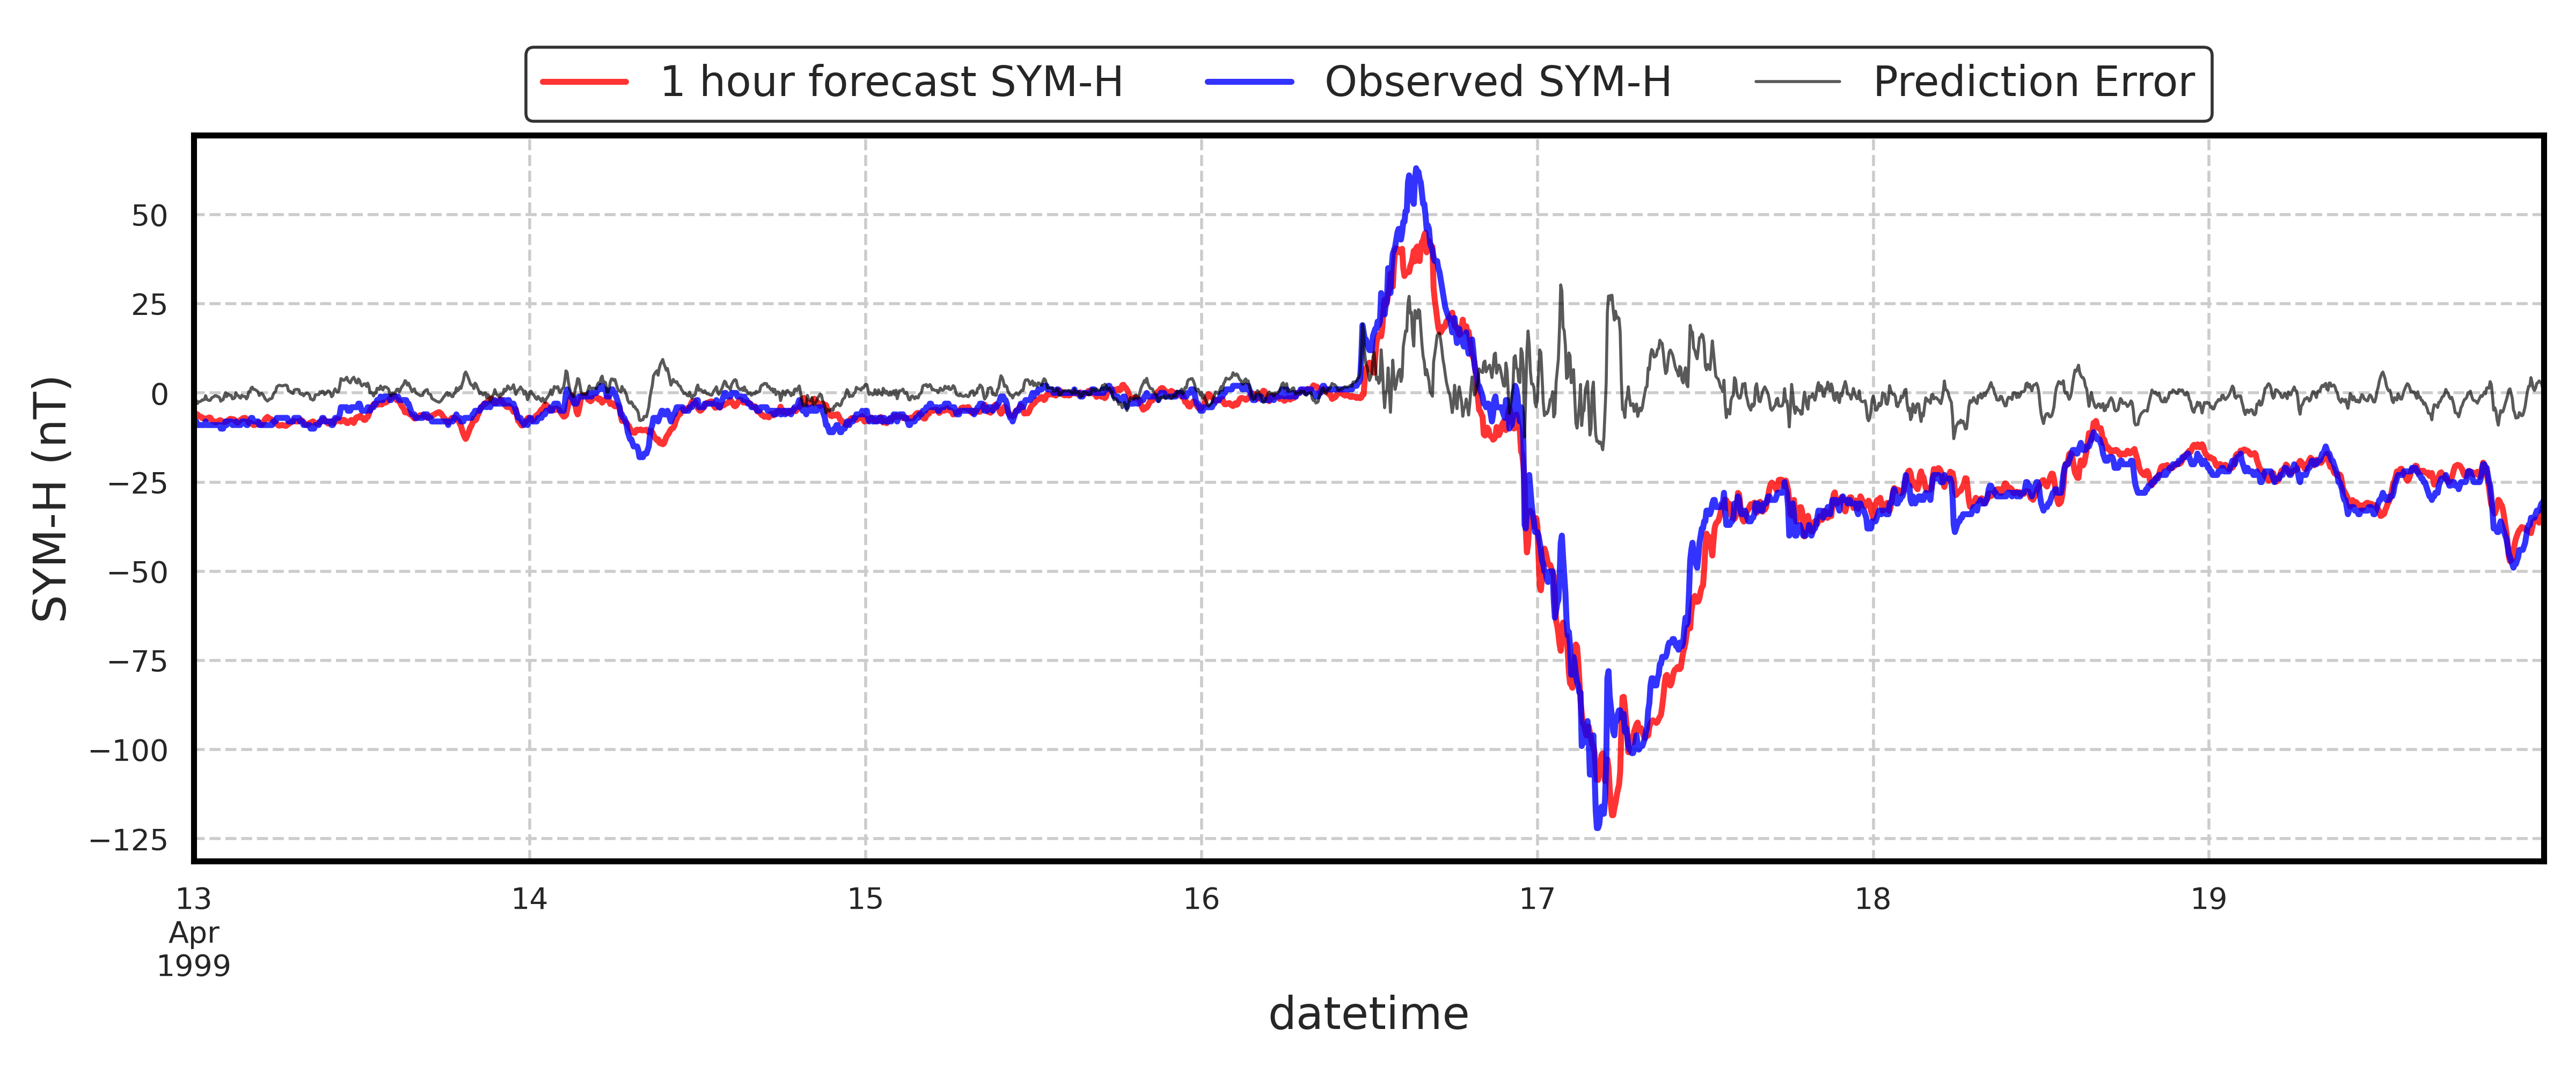 1 hour forecast SYM-H
Observed SYM-H
Prediction Error
SYM-H (nT)
50
25
0
−25
−50
−75
−100
−125
13
14
15
16
17
18
19
Apr
1999
datetime